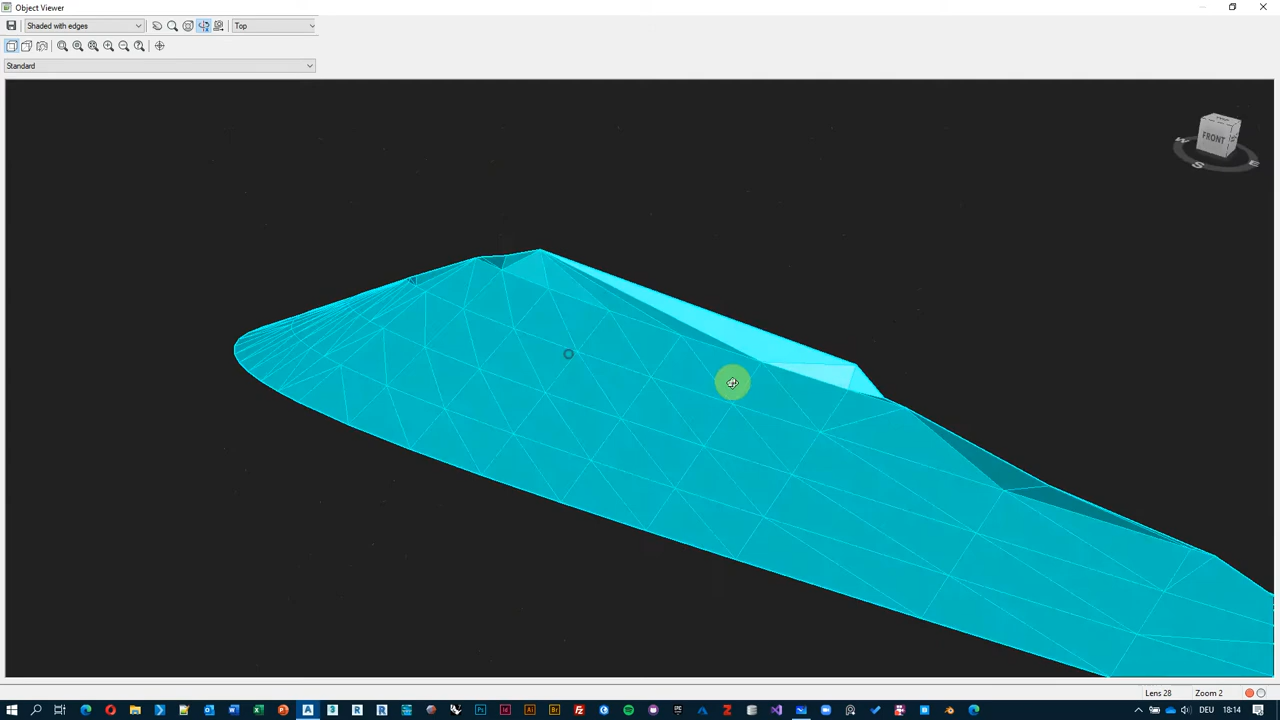 Object Viewer
Shaded with edges
Top
Standard
FRONT
W
S
E
Lens 28
Zoom 2
DEU
18:14